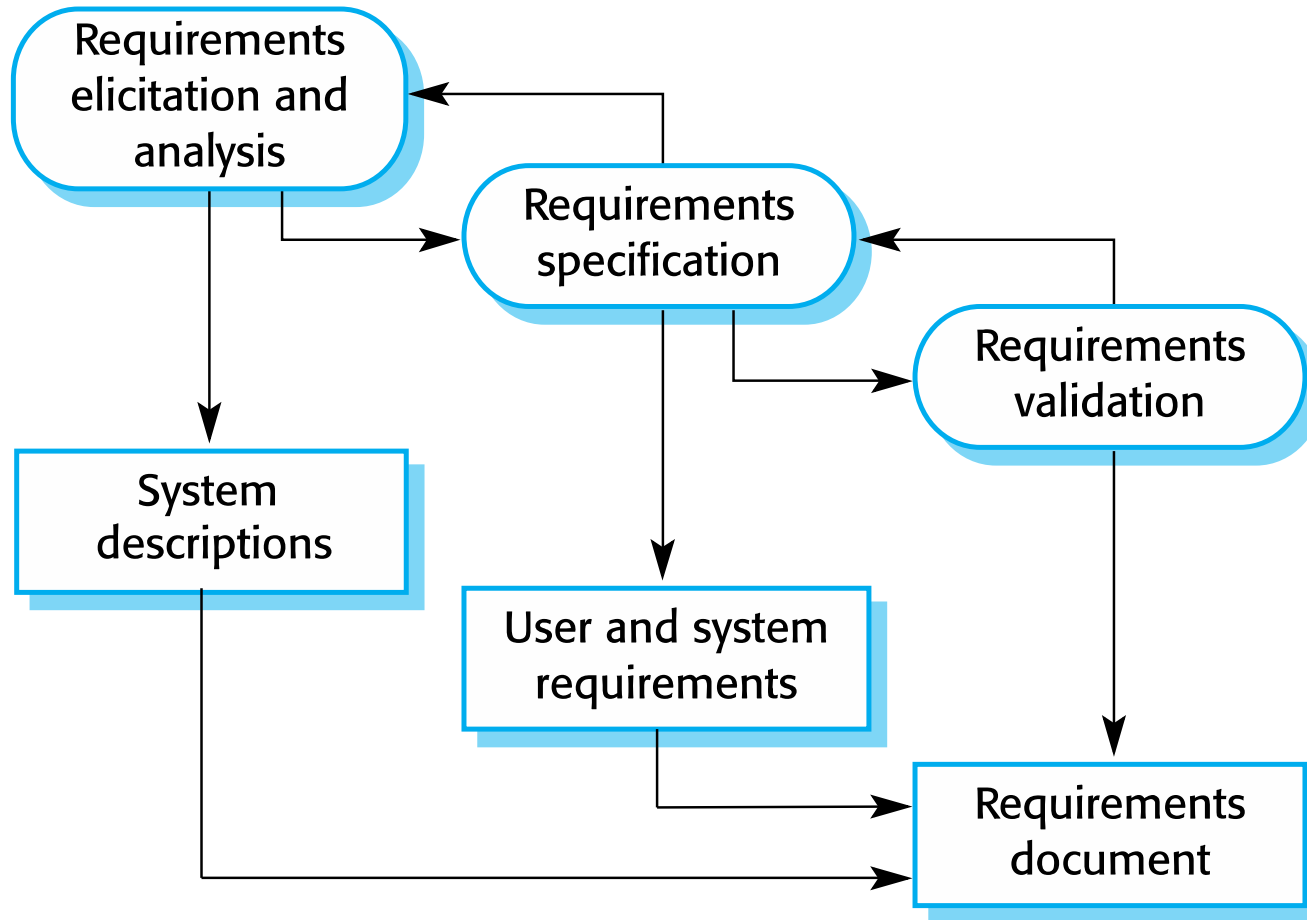 Requirements
elicitation and
analysis
Requirements
specification
Requirements
validation
System
descriptions
User and system
requirements
Requirements
document